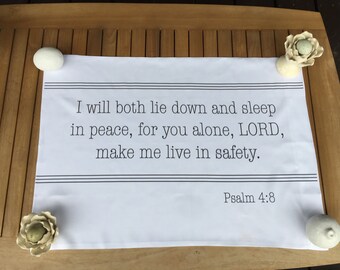 I will both lie down and sleep
in peace, for you alone, LORD,
make me live in safety.
Psalm 4:8